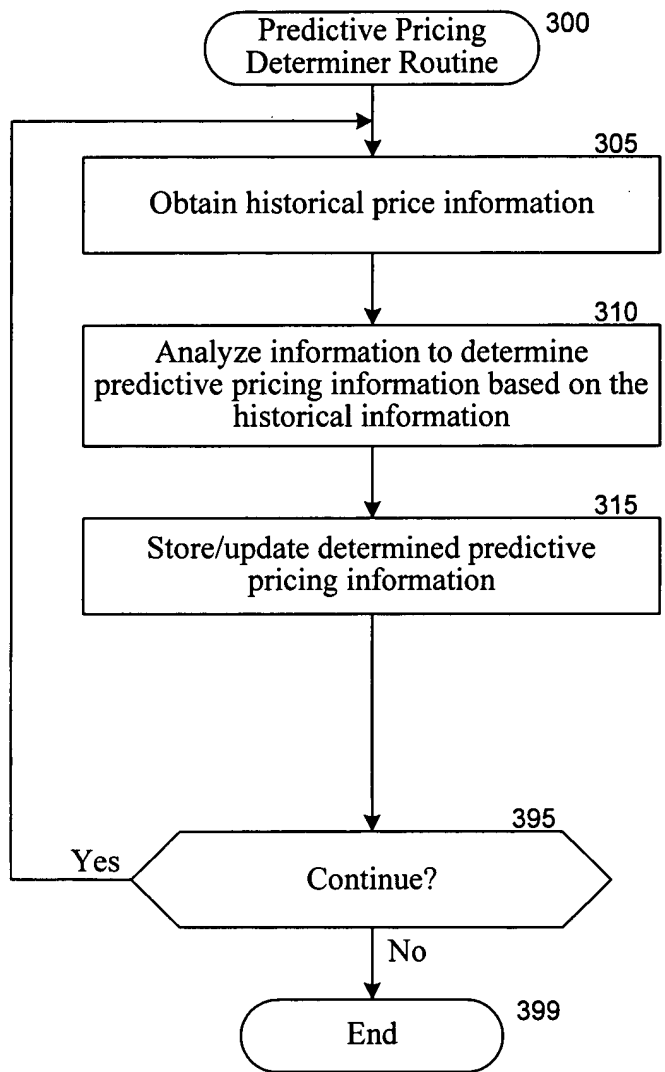 Predictive Pricing
Determiner Routine
300
305
Obtain historical price information
310
Analyze information to determine
predictive pricing information based on the
historical information
315
Store/update determined predictive
pricing information
395
Yes
Continue?
No
399
End